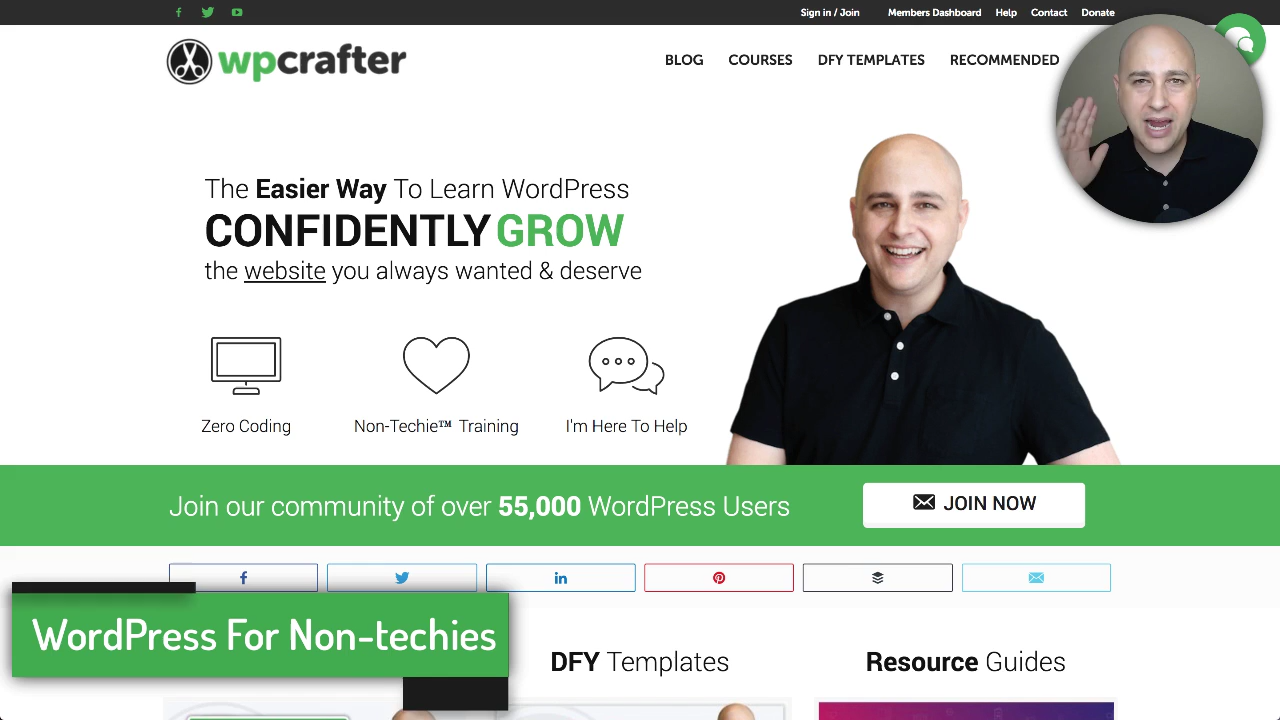 Sign in / Join Members Dashboard Help Contact Donate
wpcrafter
BLOG COURSES DFY TEMPLATES RECOMMENDED
The Easier Way To Learn WordPress
CONFIDENTLY GROW
the website you always wanted & deserve
Zero Coding Non-Techie™ Training I'm Here To Help
Join our community of over 55,000 WordPress Users
JOIN NOW
WordPress For Non-techies
DFY Templates
Resource Guides